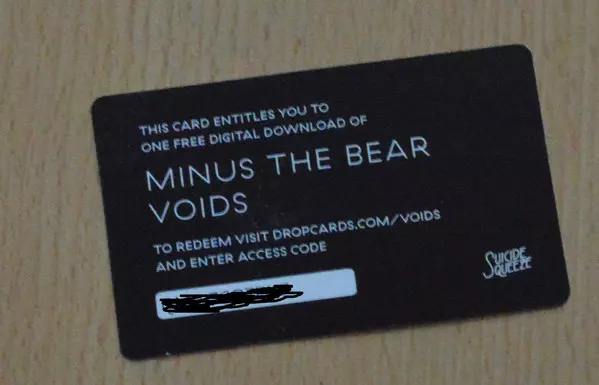 THIS CARD ENTITLES YOU TO
ONE FREE DIGITAL DOWNLOAD OF
MINUS THE BEAR
VOIDS
TO REDEEM VISIT DROPCARDS.COM/VOIDS
AND ENTER ACCESS CODE
SUICIDE
SQUEEZE